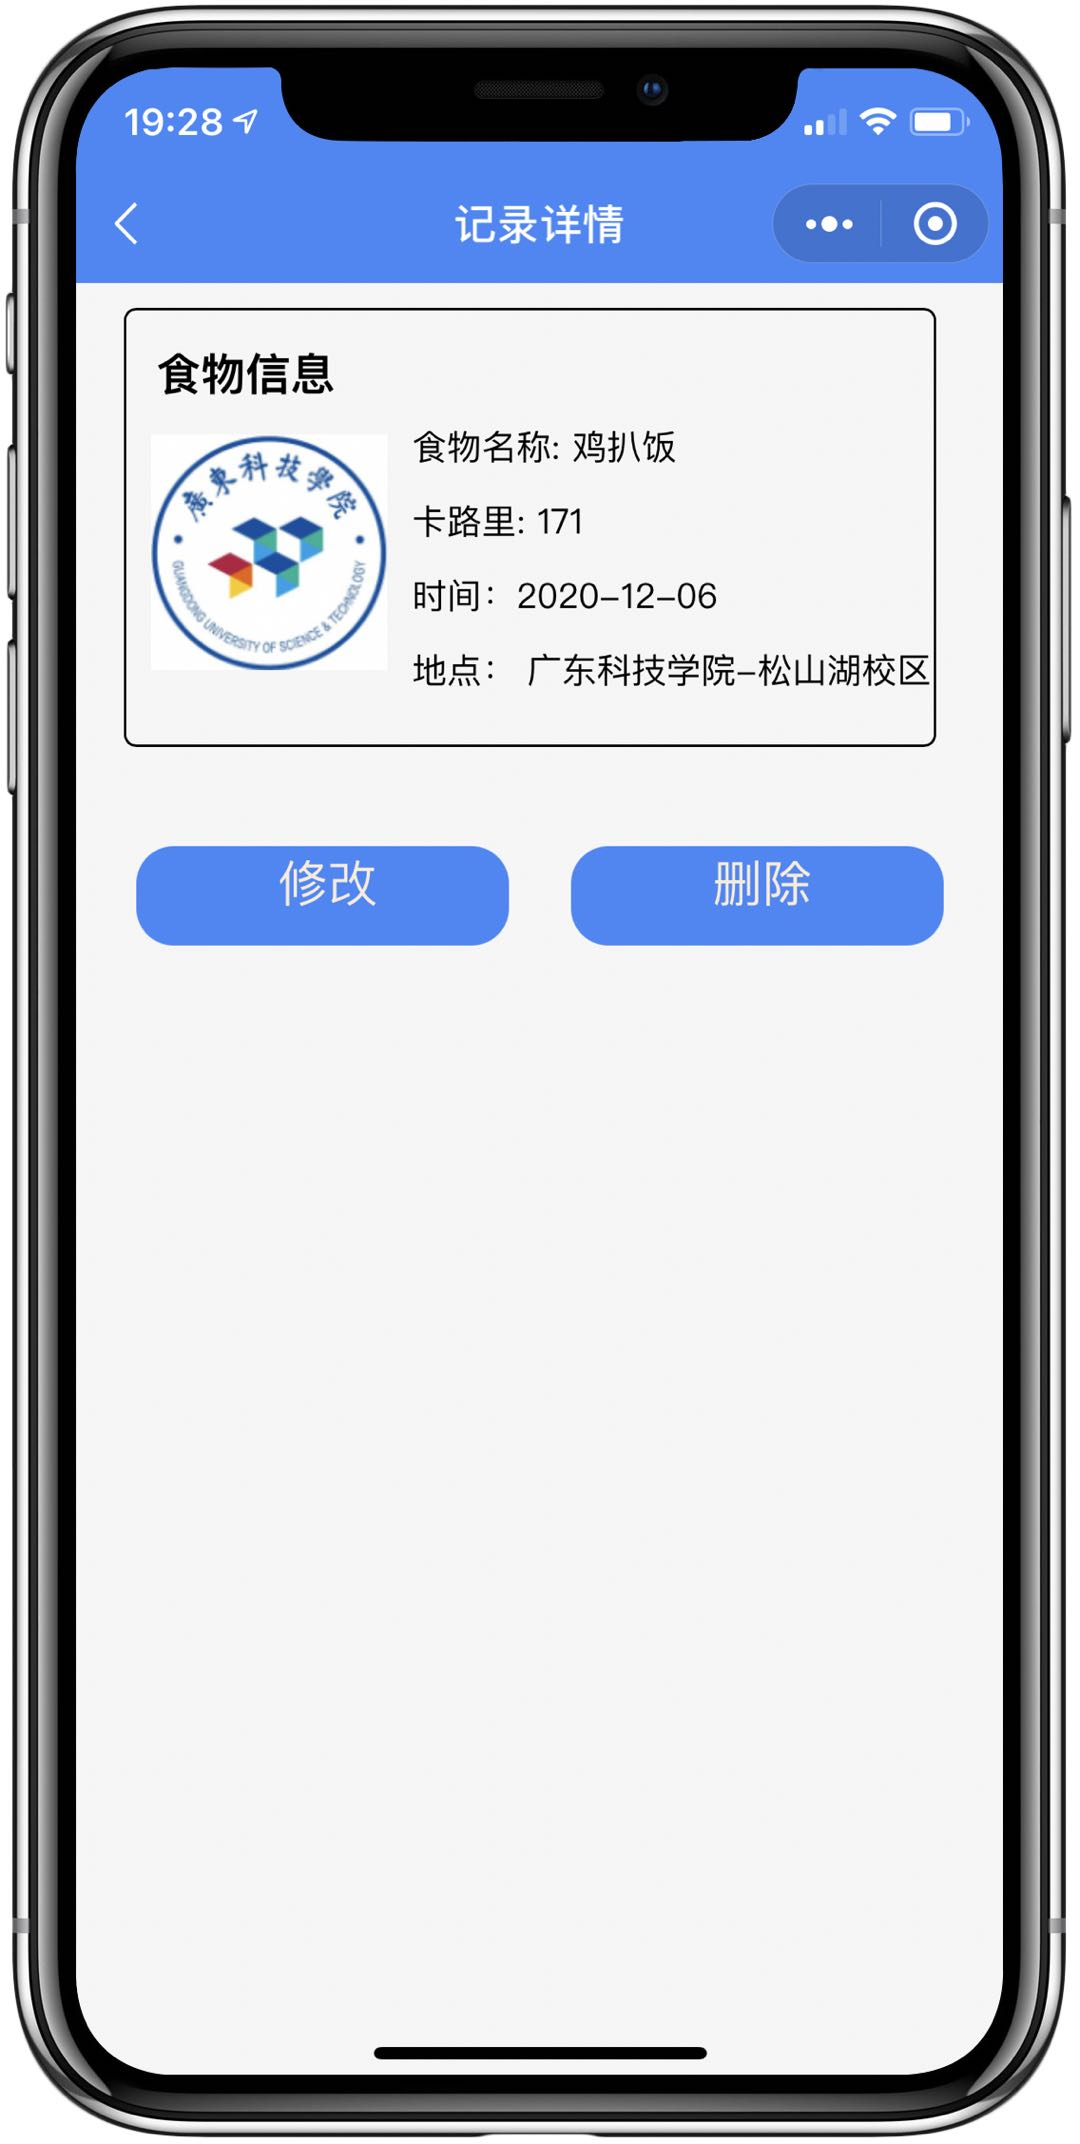 19:28
记录详情
食物信息
廣東科技學院
GUANGDONG UNIVERSITY OF SCIENCE & TECHNOLOGY
食物名称: 鸡扒饭
卡路里: 171
时间：2020-12-06
地点： 广东科技学院-松山湖校区
修改
删除